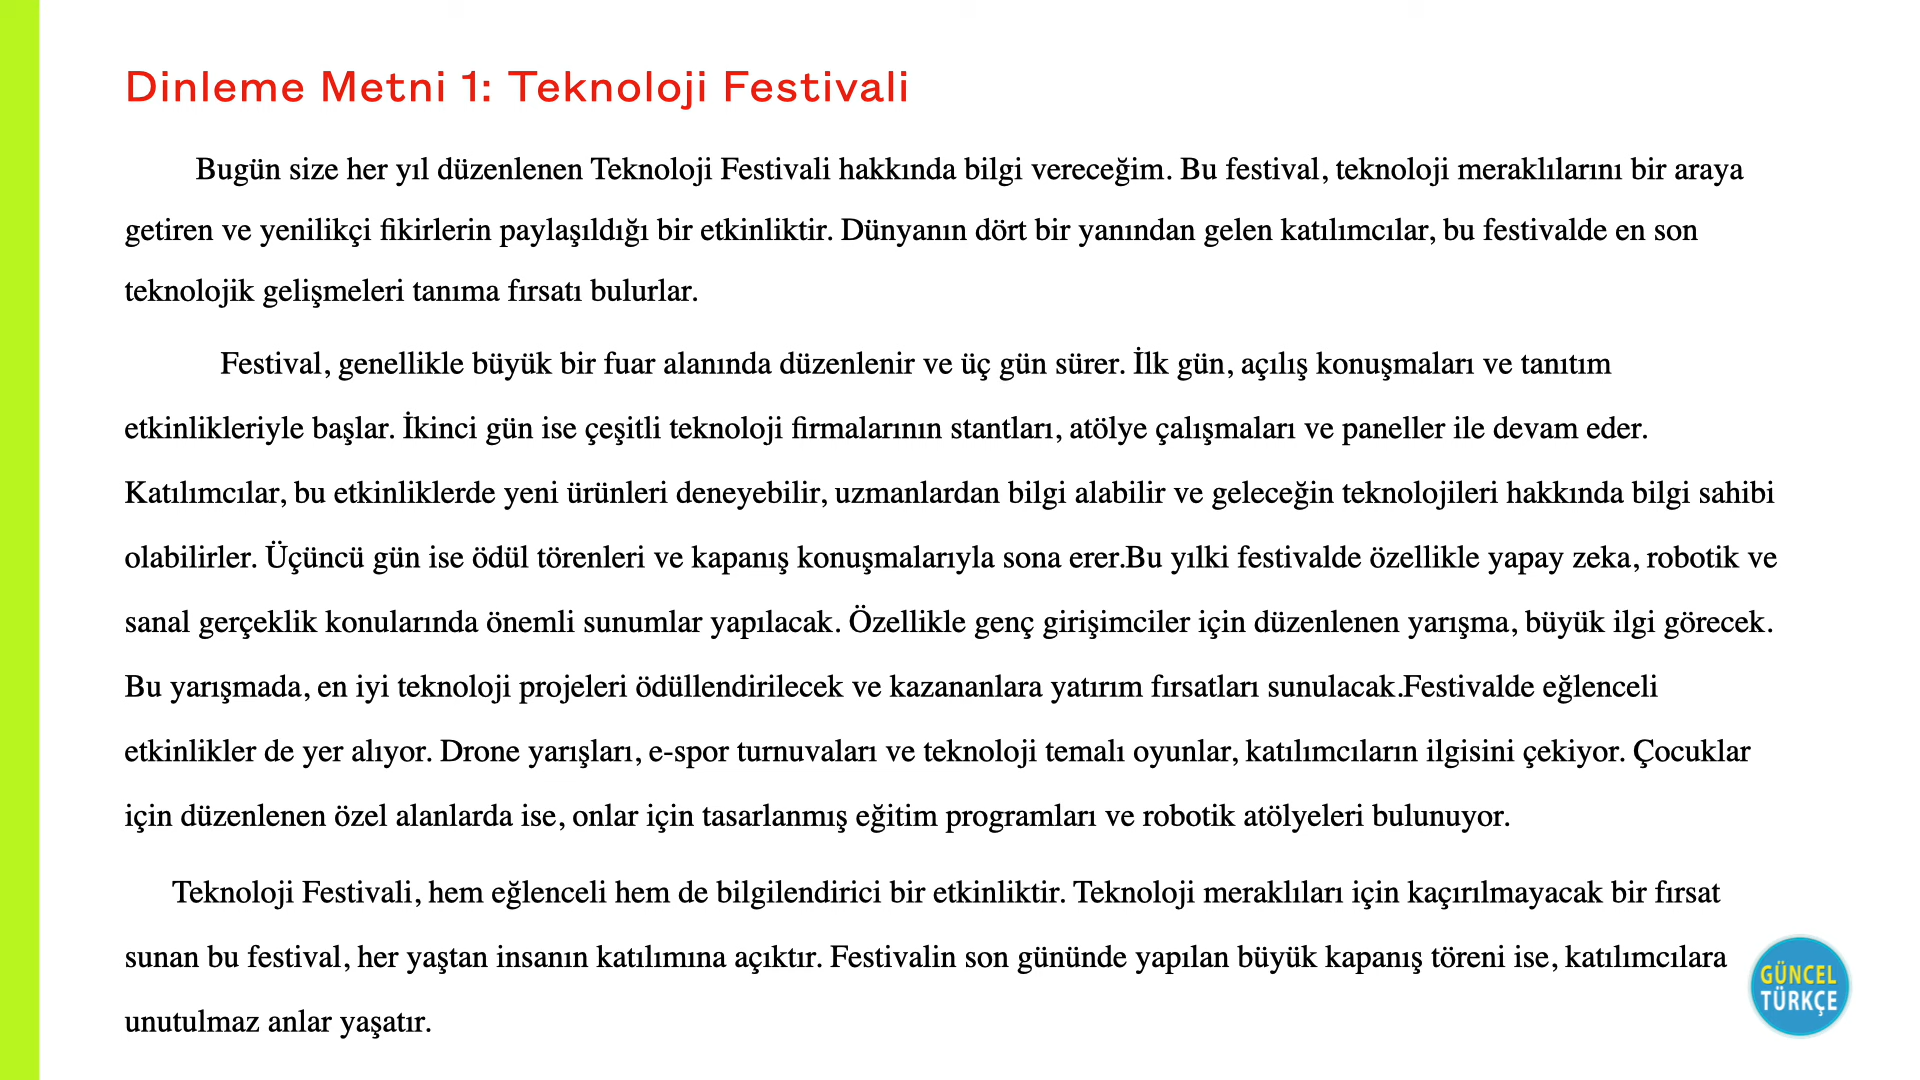 Dinleme Metni 1: Teknoloji Festivali
Bugün size her yıl düzenlenen Teknoloji Festivali hakkında bilgi vereceğim. Bu festival, teknoloji meraklılarını bir araya
getiren ve yenilikçi fikirlerin paylaşıldığı bir etkinliktir. Dünyanın dört bir yanından gelen katılımcılar, bu festivalde en son
teknolojik gelişmeleri tanıma fırsatı bulurlar.
Festival, genellikle büyük bir fuar alanında düzenlenir ve üç gün sürer. İlk gün, açılış konuşmaları ve tanıtım
etkinlikleriyle başlar. İkinci gün ise çeşitli teknoloji firmalarının stantları, atölye çalışmaları ve paneller ile devam eder.
Katılımcılar, bu etkinliklerde yeni ürünleri deneyebilir, uzmanlardan bilgi alabilir ve geleceğin teknolojileri hakkında bilgi sahibi
olabilirler. Üçüncü gün ise ödül törenleri ve kapanış konuşmalarıyla sona erer.Bu yılki festivalde özellikle yapay zeka, robotik ve
sanal gerçeklik konularında önemli sunumlar yapılacak. Özellikle genç girişimciler için düzenlenen yarışma, büyük ilgi görecek.
Bu yarışmada, en iyi teknoloji projeleri ödüllendirilecek ve kazananlara yatırım fırsatları sunulacak.Festivalde eğlenceli
etkinlikler de yer alıyor. Drone yarışları, e-spor turnuvaları ve teknoloji temalı oyunlar, katılımcıların ilgisini çekiyor. Çocuklar
için düzenlenen özel alanlarda ise, onlar için tasarlanmış eğitim programları ve robotik atölyeleri bulunuyor.
Teknoloji Festivali, hem eğlenceli hem de bilgilendirici bir etkinliktir. Teknoloji meraklıları için kaçırılmayacak bir fırsat
sunan bu festival, her yaştan insanın katılımına açıktır. Festivalin son gününde yapılan büyük kapanış töreni ise, katılımcılara
unutulmaz anlar yaşatır.
GÜNCEL
TÜRKÇE